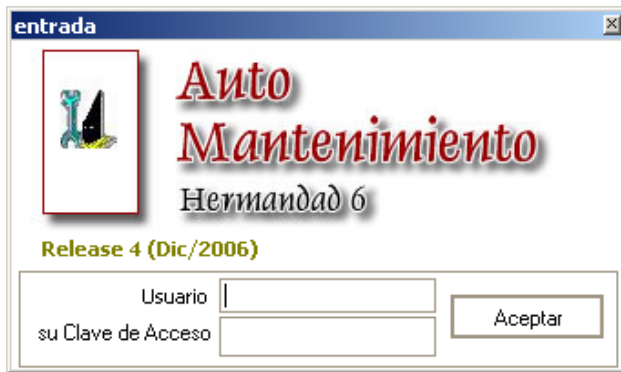 entrada
Auto
Mantenimiento
Hermandad 6
Release 4 (Dic/2006)
Usuario
su Clave de Acceso
Aceptar